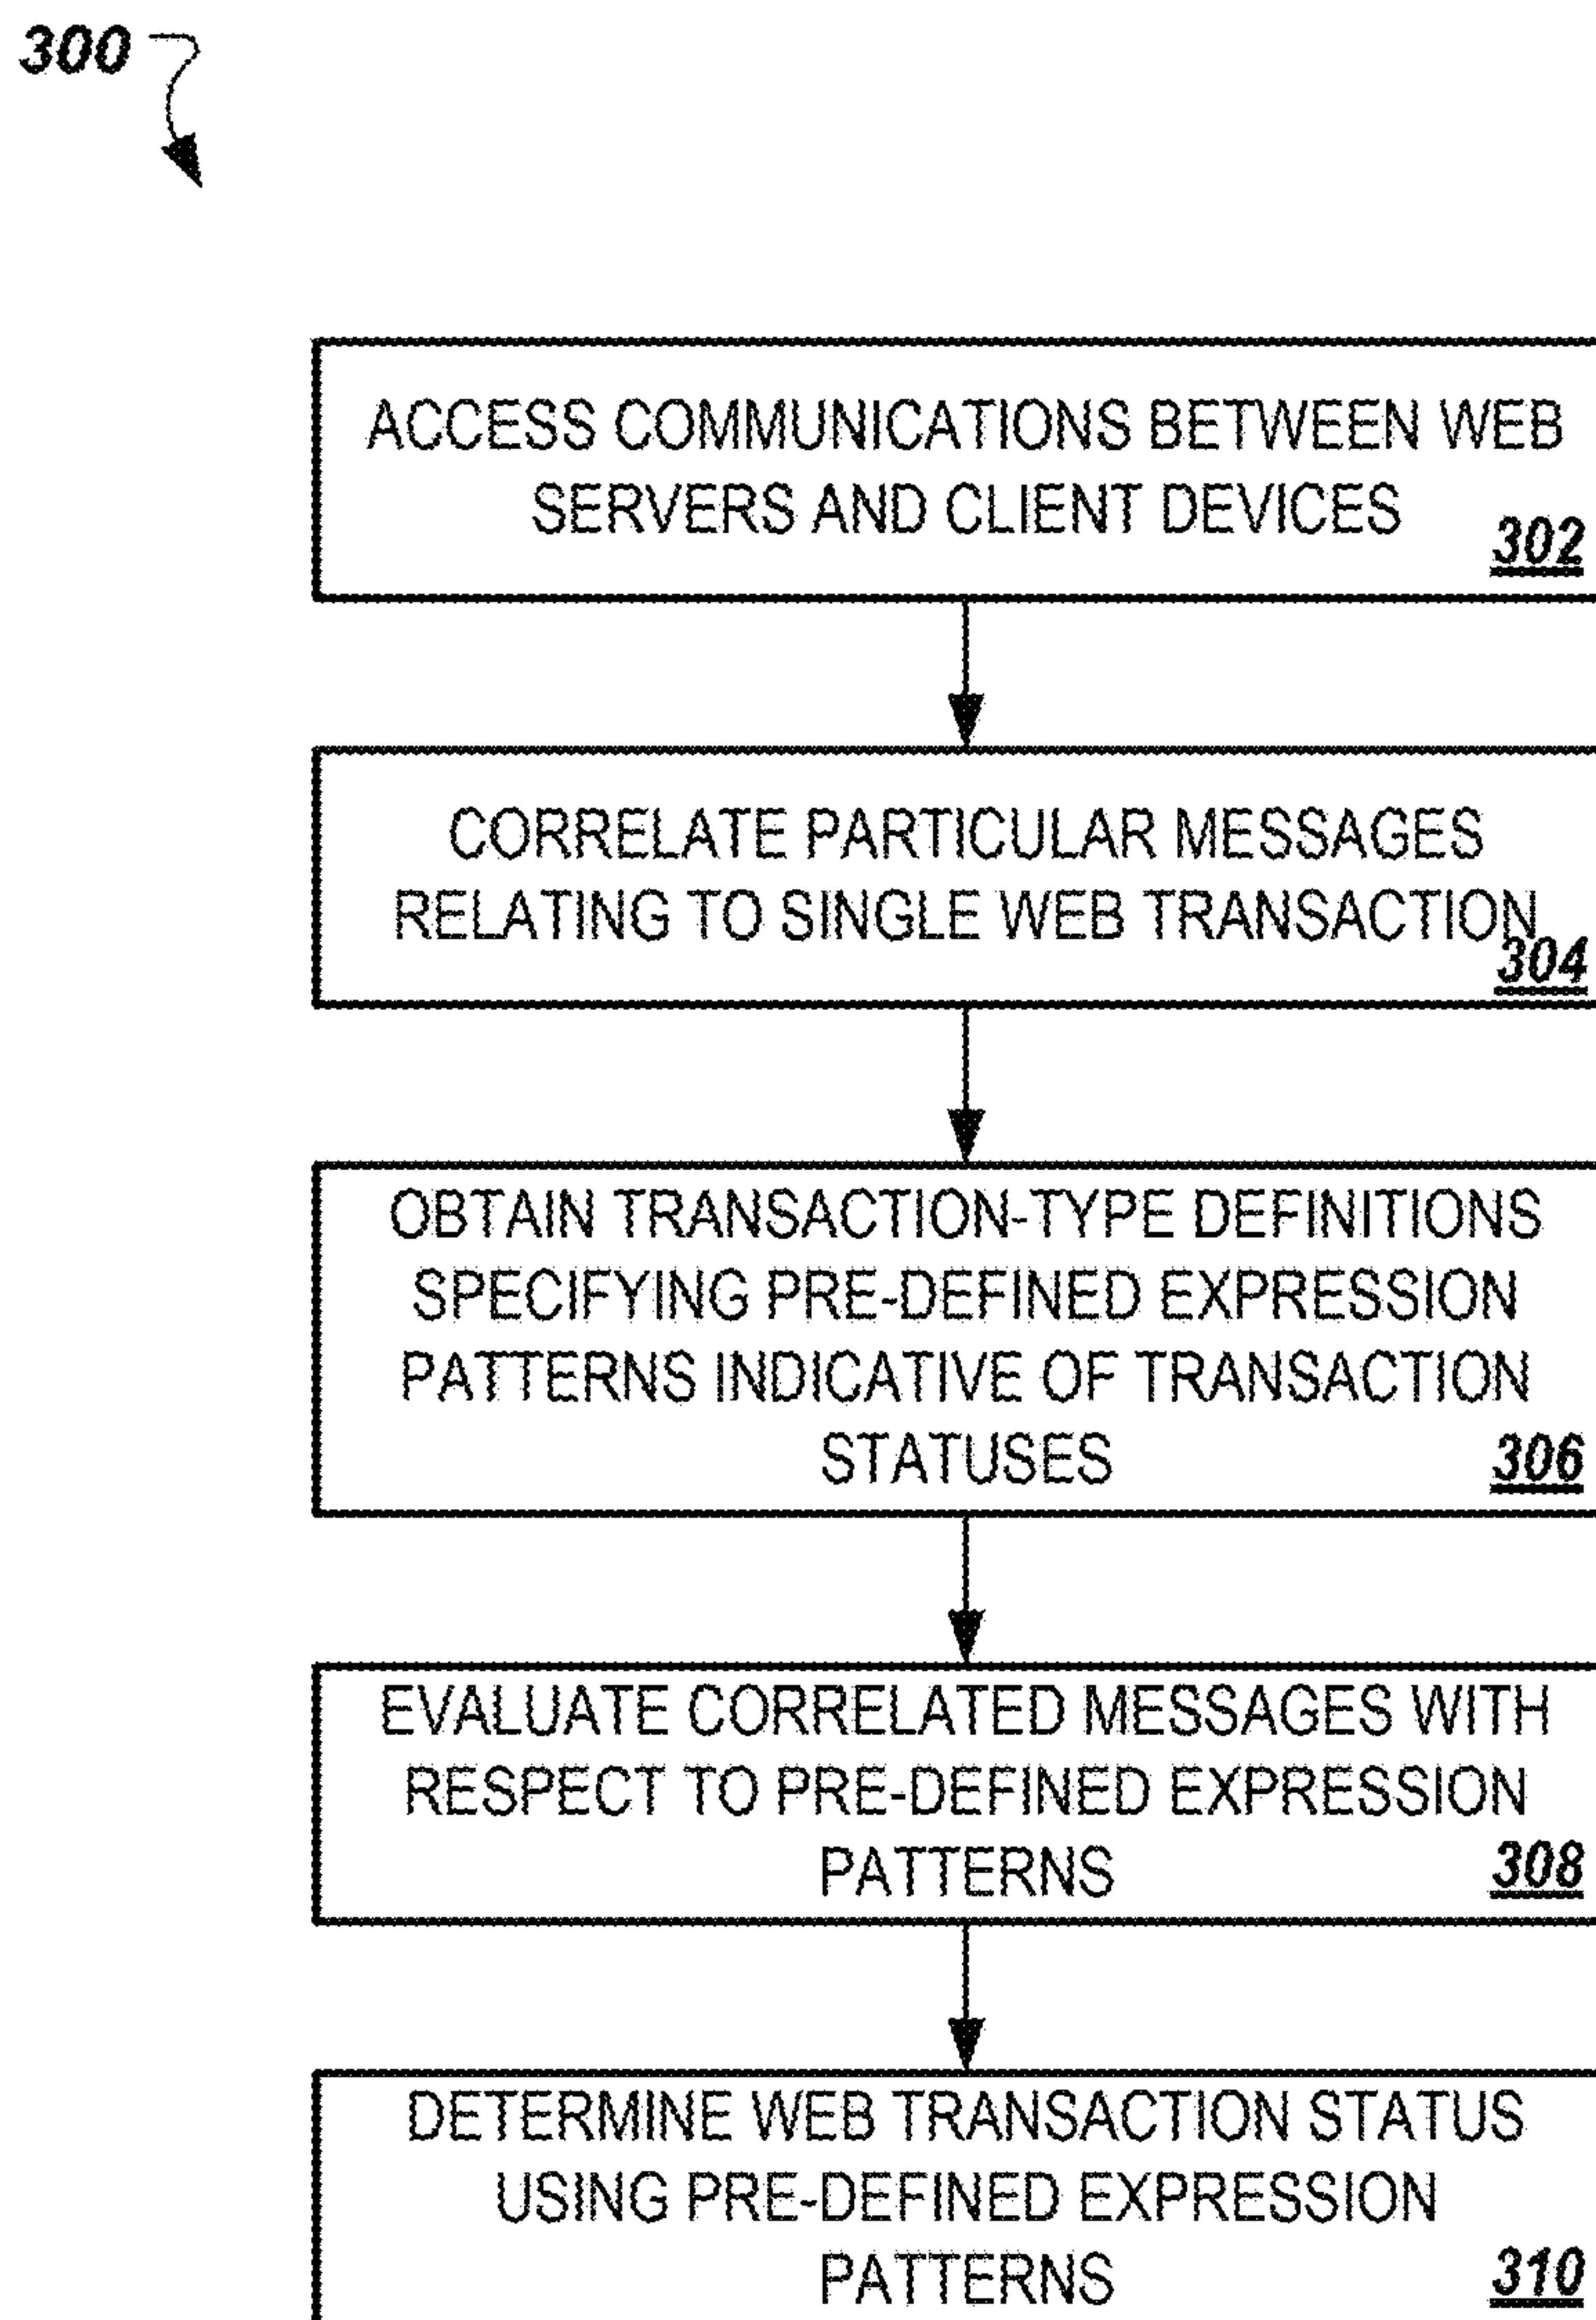 300
ACCESS COMMUNICATIONS BETWEEN WEB
SERVERS AND CLIENT DEVICES
302
CORRELATE PARTICULAR MESSAGES
RELATING TO SINGLE WEB TRANSACTION
304
OBTAIN TRANSACTION-TYPE DEFINITIONS
SPECIFYING PRE-DEFINED EXPRESSION
PATTERNS INDICATIVE OF TRANSACTION
STATUSES
306
EVALUATE CORRELATED MESSAGES WITH
RESPECT TO PRE-DEFINED EXPRESSION
PATTERNS
308
DETERMINE WEB TRANSACTION STATUS
USING PRE-DEFINED EXPRESSION
PATTERNS
310